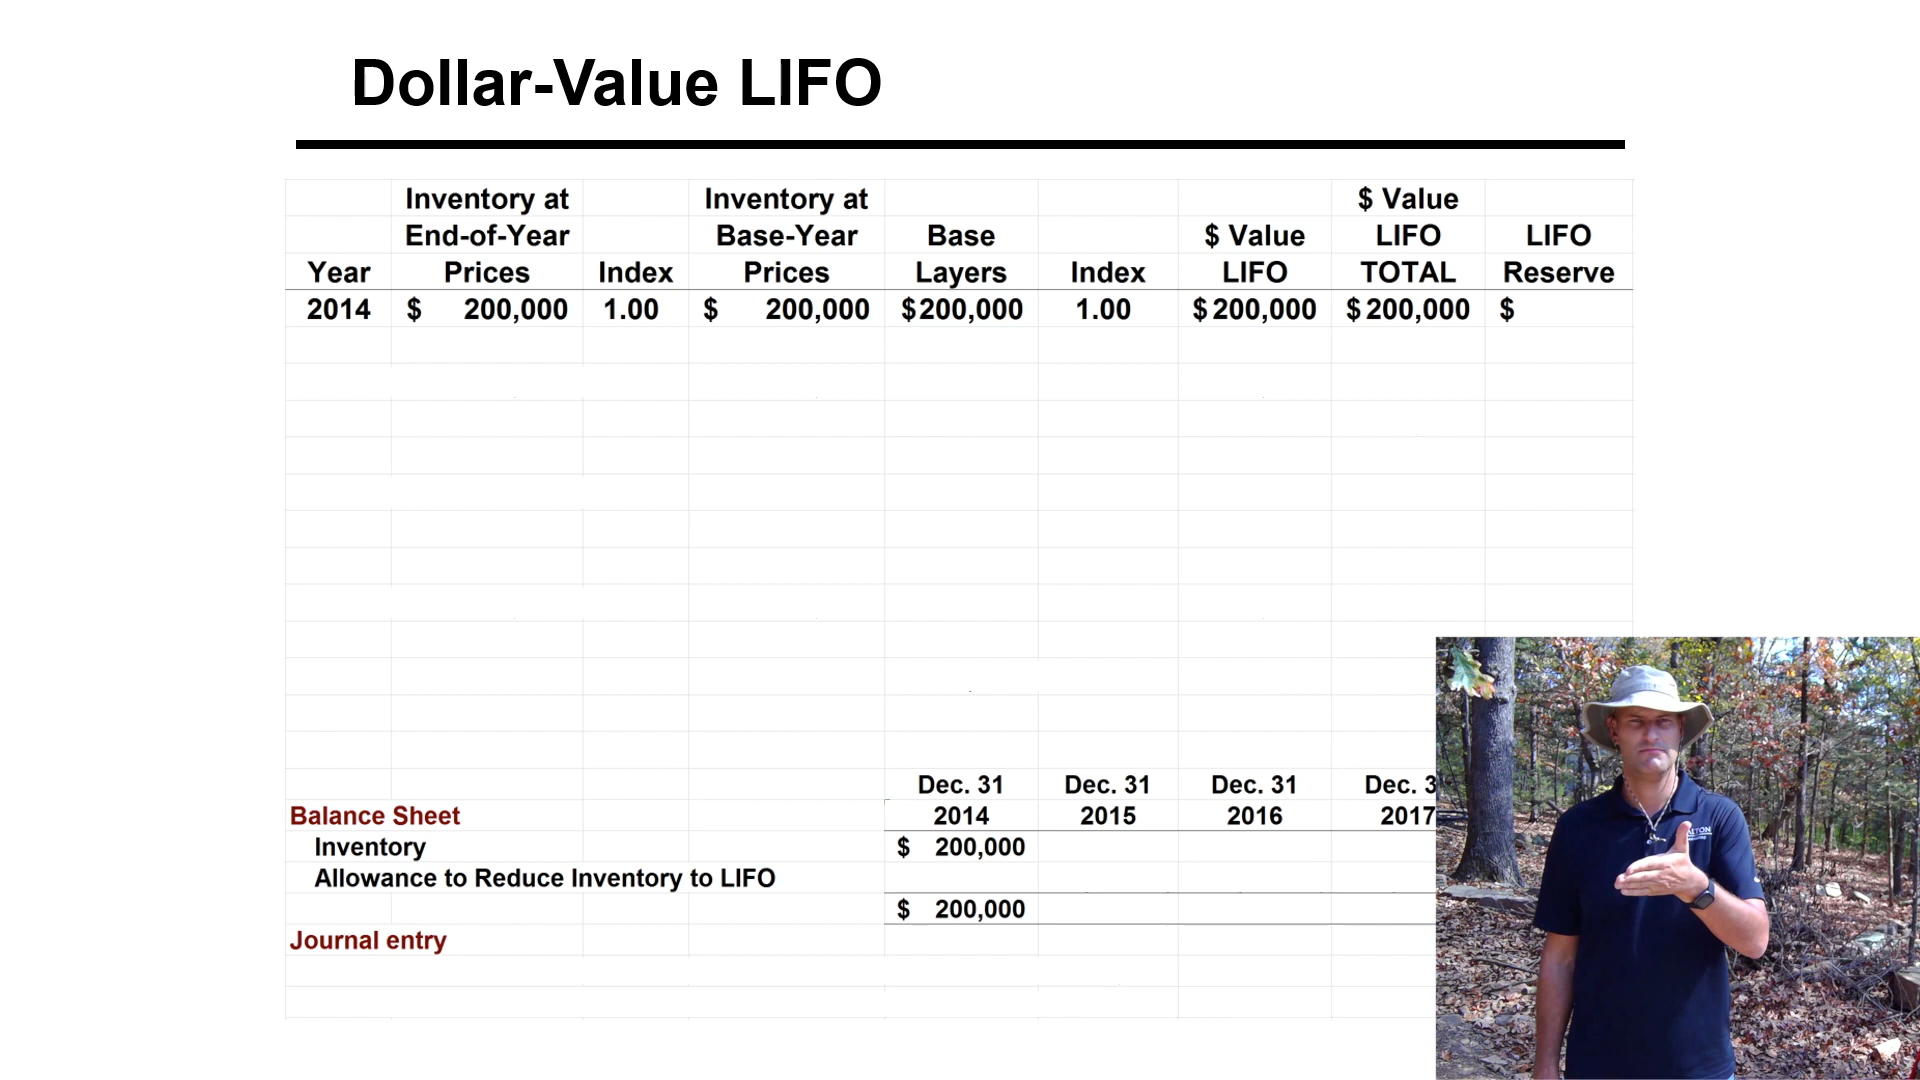 Dollar-Value LIFO
Inventory at Inventory at $ Value
End-of-Year Base-Year Base $ Value LIFO LIFO
Year Prices Index Prices Layers Index LIFO TOTAL Reserve
2014 $ 200,000 1.00 $ 200,000 $200,000 1.00 $200,000 $200,000 $
Dec. 31 Dec. 31 Dec. 31 Dec. 3
Balance Sheet 2014 2015 2016 2017
Inventory $ 200,000
Allowance to Reduce Inventory to LIFO
$ 200,000
Journal entry